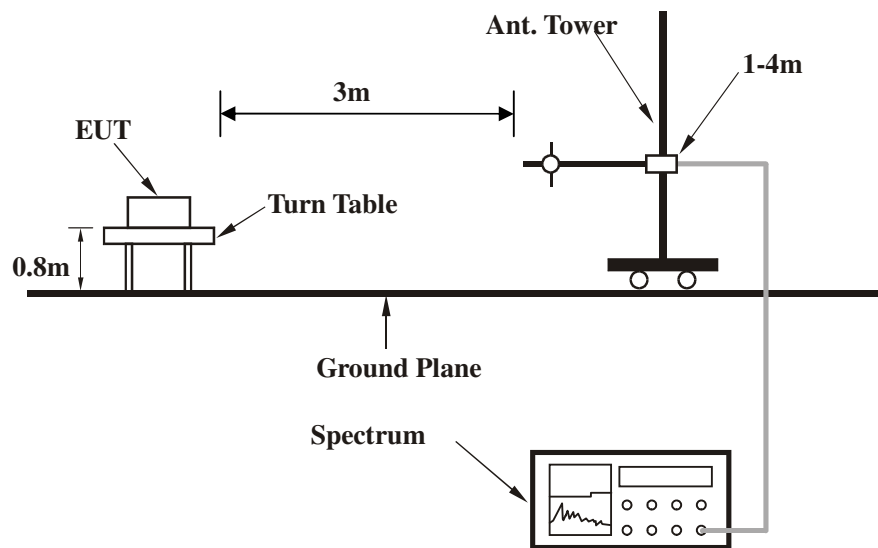 Ant. Tower
1-4m
3m
EUT
Turn Table
0.8m
Ground Plane
Spectrum